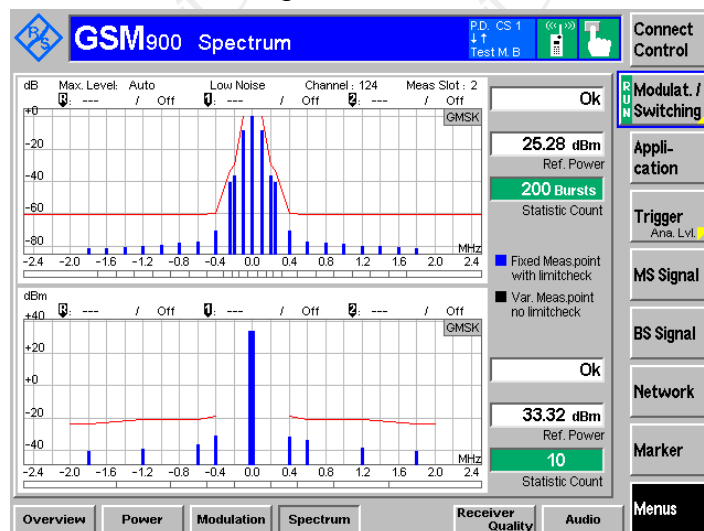 R/S
GSM900 Spectrum
P.D. CS 1
Test M. B
Connect
Control
dB Max. Level: Auto Low Noise Channel : 124 Meas Slot : 2
R: --- / Off 1: --- / Off 2: --- / Off
GMSK
+0
-20
-40
-60
-80
MHz
-2.4 -2.0 -1.6 -1.2 -0.8 -0.4 0.0 0.4 0.8 1.2 1.6 2.0 2.4
Ok
25.28 dBm
Ref. Power
200 Bursts
Statistic Count
Fixed Meas.point
with limitcheck
Var. Meas.point
no limitcheck
dBm
R: --- / Off 1: --- / Off 2: --- / Off
GMSK
+40
+20
+0
-20
-40
MHz
-2.4 -2.0 -1.6 -1.2 -0.8 -0.4 0.0 0.4 0.8 1.2 1.6 2.0 2.4
Ok
33.32 dBm
Ref. Power
10
Statistic Count
RUN
Modulat. /
Switching
Appli-
cation
Trigger
Ana. Lvl.
MS Signal
BS Signal
Network
Marker
Menus
Overview
Power
Modulation
Spectrum
Receiver
Quality
Audio